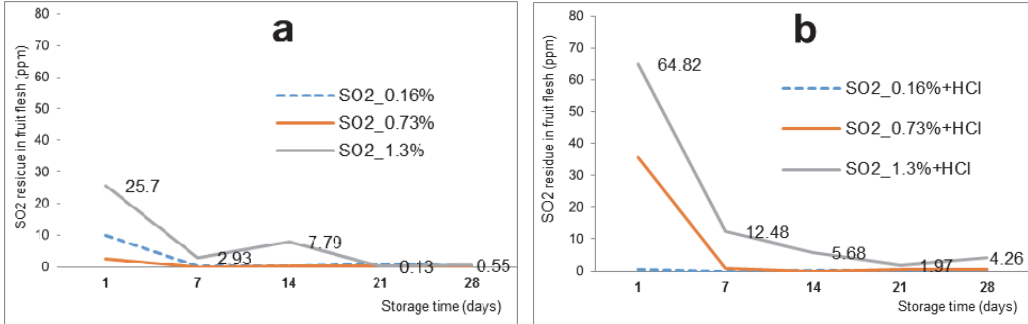 a
SO2 resicue in fruit flesh (ppm)
80
70
60
50
40
30
20
10
0
SO2_0.16%
SO2_0.73%
SO2_1.3%
25.7
2.93
7.79
0.13
0.55
1 7 14 21 28
Storage time (days)
b
SO2 residue in fruit flesh (ppm)
80
70
60
50
40
30
20
10
0
64.82
SO2_0.16%+HCl
SO2_0.73%+HCl
SO2_1.3%+HCl
12.48
5.68
1.97
4.26
1 7 14 21 28
Storage time (days)